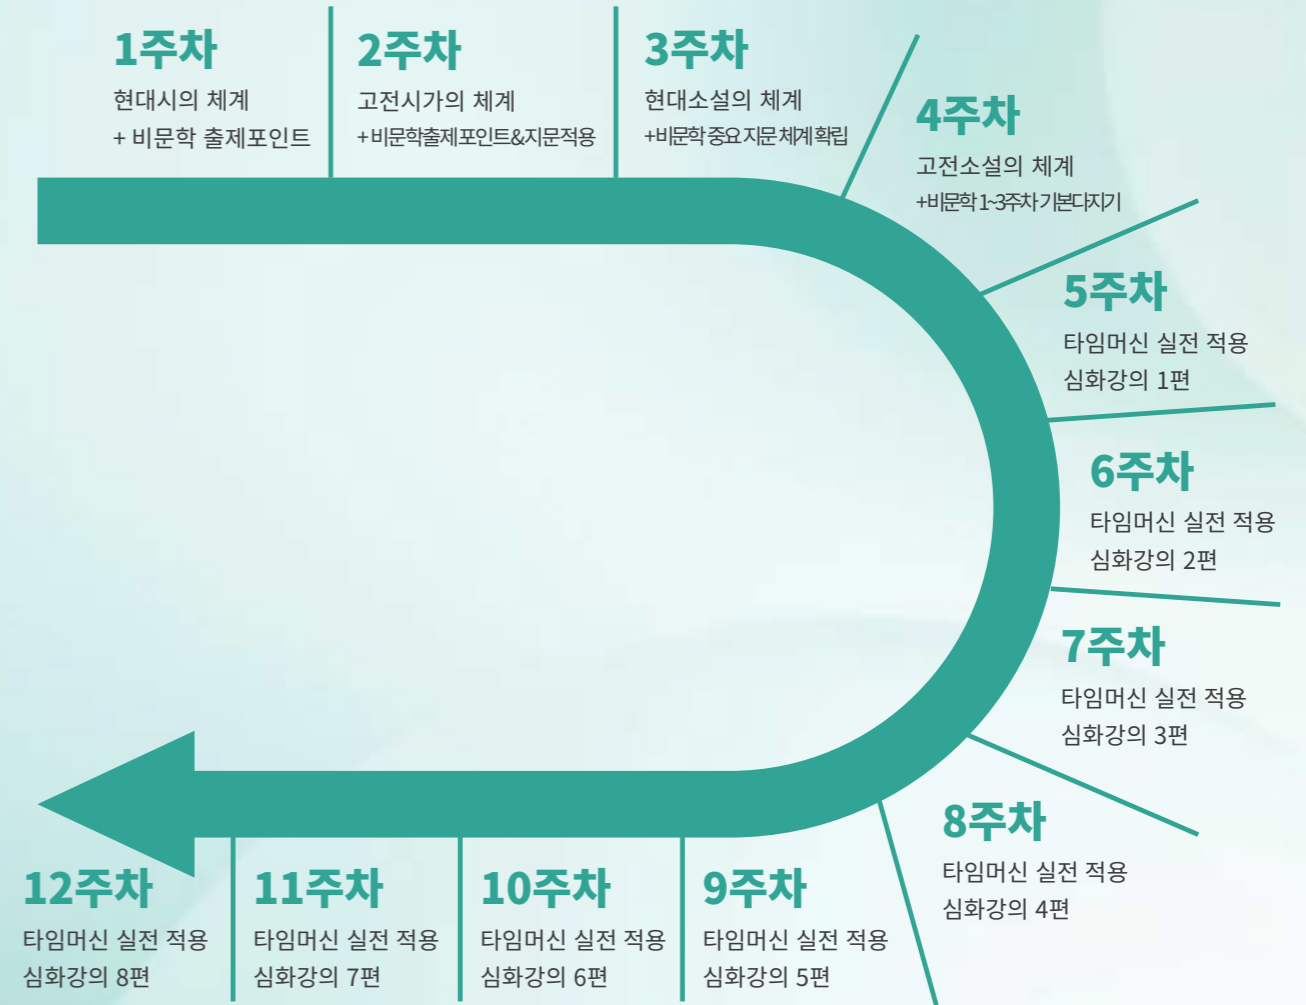 1주차
현대시의 체계
+ 비문학 출제포인트
2주차
고전시가의 체계
+ 비문학출제포인트&지문적용
3주차
현대소설의 체계
+비문학 중요 지문 체계 확립
4주차
고전소설의 체계
+비문학 1~3주차 기본다지기
5주차
타임머신 실전 적용
심화강의 1편
6주차
타임머신 실전 적용
심화강의 2편
7주차
타임머신 실전 적용
심화강의 3편
8주차
타임머신 실전 적용
심화강의 4편
9주차
타임머신 실전 적용
심화강의 5편
10주차
타임머신 실전 적용
심화강의 6편
11주차
타임머신 실전 적용
심화강의 7편
12주차
타임머신 실전 적용
심화강의 8편